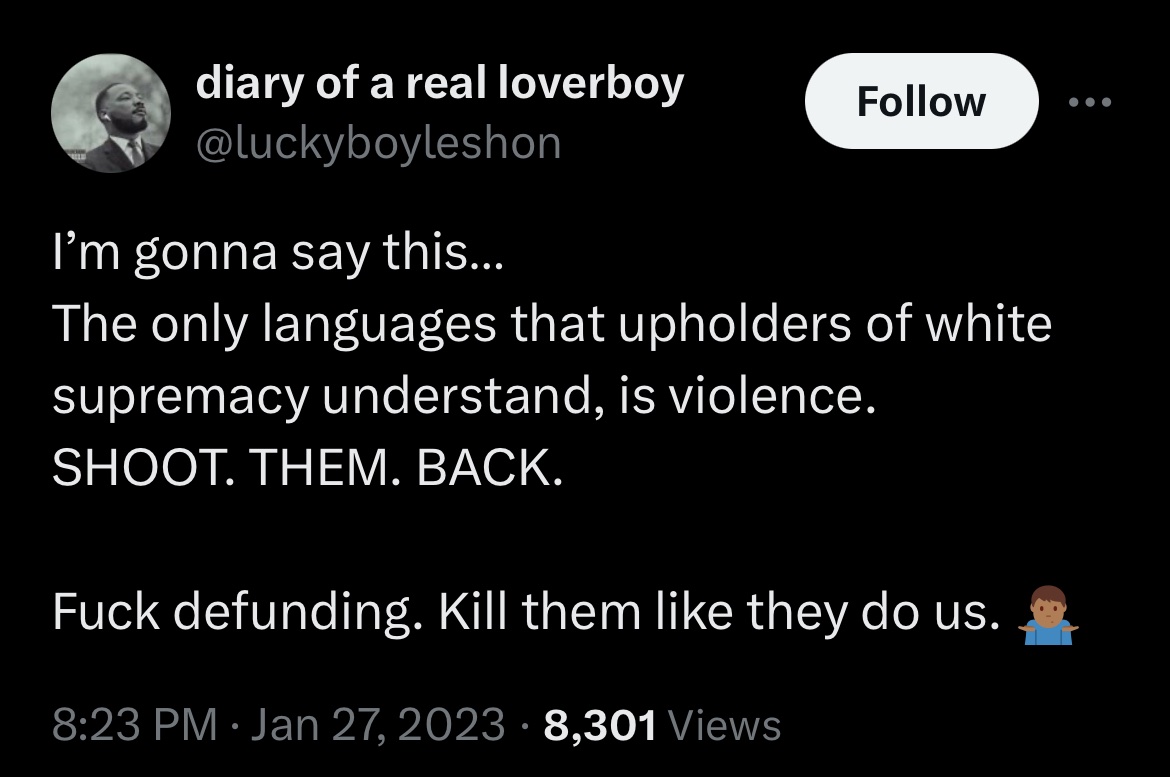 diary of a real loverboy
@luckyboyleshon
Follow
I’m gonna say this...
The only languages that upholders of white
supremacy understand, is violence.
SHOOT. THEM. BACK.
Fuck defunding. Kill them like they do us. 🤷🏽‍♂️
8:23 PM · Jan 27, 2023 · 8,301 Views